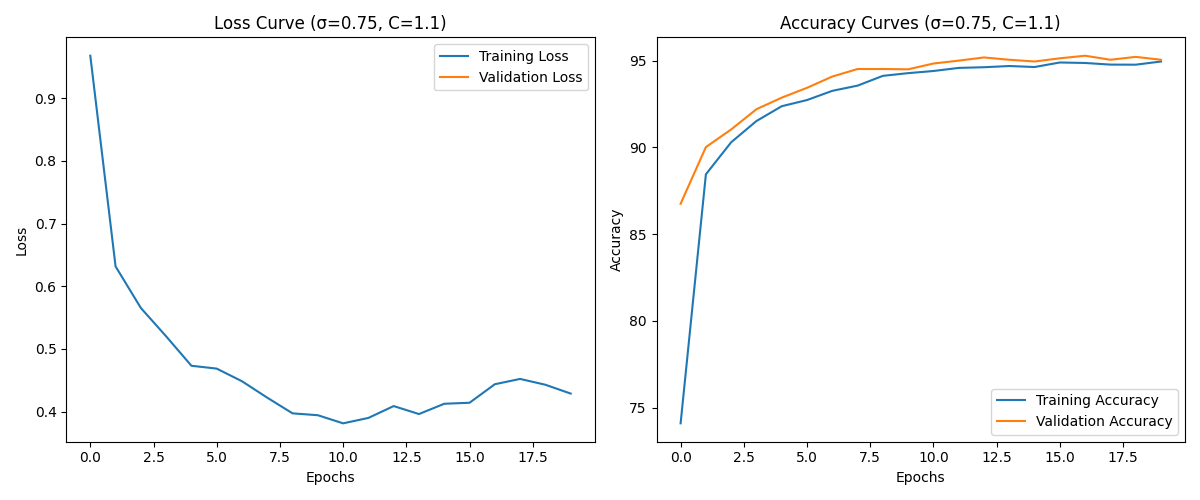 Loss Curve (σ=0.75, C=1.1)
Training Loss
Validation Loss
0.9
0.8
0.7
0.6
0.5
0.4
Loss
0.0 2.5 5.0 7.5 10.0 12.5 15.0 17.5
Epochs
Accuracy Curves (σ=0.75, C=1.1)
95
90
85
80
75
Accuracy
Training Accuracy
Validation Accuracy
0.0 2.5 5.0 7.5 10.0 12.5 15.0 17.5
Epochs